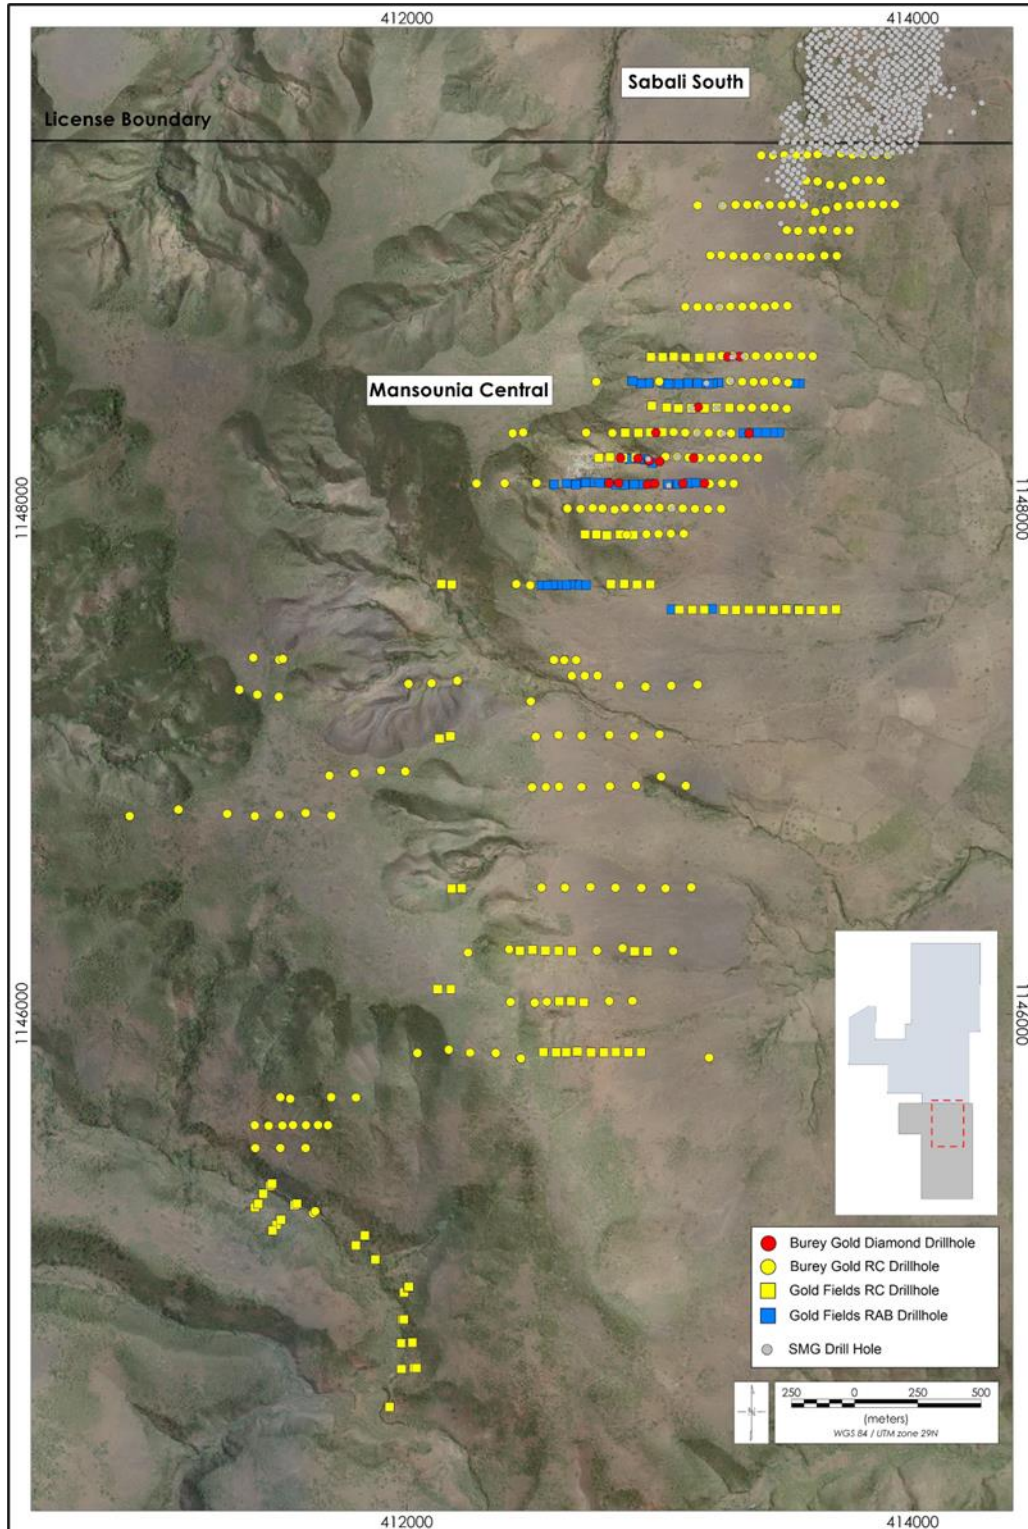 412000
414000
Sabali South
License Boundary
Mansounia Central
1148000
1148000
1146000
1146000
Burey Gold Diamond Drillhole
Burey Gold RC Drillhole
Gold Fields RC Drillhole
Gold Fields RAB Drillhole
SMG Drill Hole
250 0 250 500
(meters)
WGS 84 / UTM zone 29N
N
412000
414000